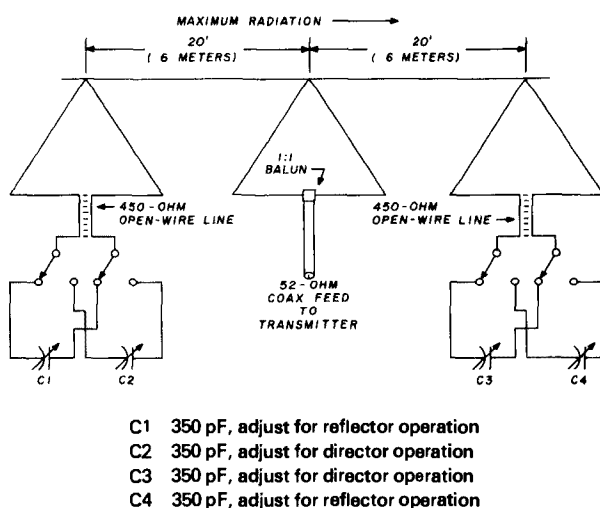 MAXIMUM RADIATION
20'
( 6 METERS)
20'
( 6 METERS)
1:1
BALUN
450-OHM
OPEN-WIRE LINE
450-OHM
OPEN-WIRE LINE
52-OHM
COAX FEED
TO
TRANSMITTER
C1
C2
C3
C4
C1 350 pF, adjust for reflector operation
C2 350 pF, adjust for director operation
C3 350 pF, adjust for director operation
C4 350 pF, adjust for reflector operation